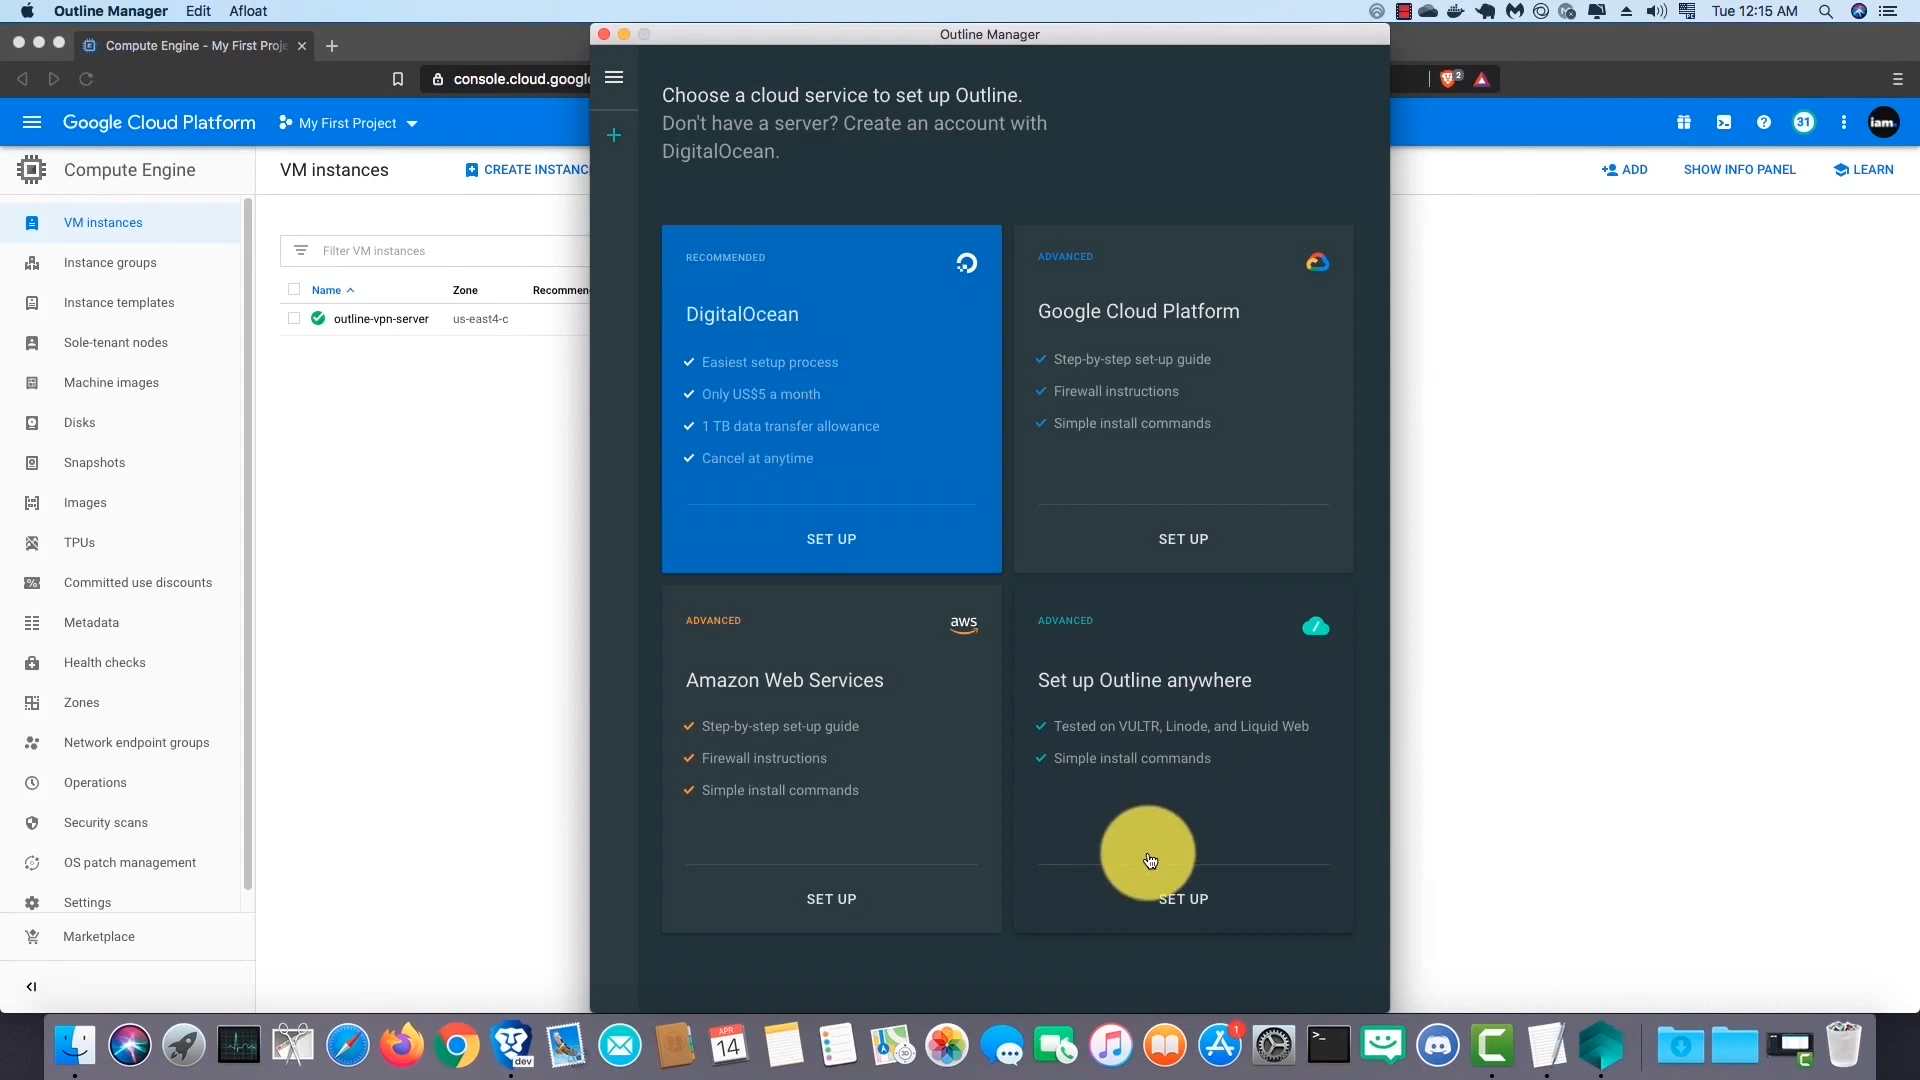 Outline Manager Edit Afloat
Tue 12:15 AM
Compute Engine - My First Proje
Outline Manager
console.cloud.google
2
Google Cloud Platform
My First Project
31
iam.
Compute Engine
VM instances
CREATE INSTANC
ADD
SHOW INFO PANEL
LEARN
VM instances
Instance groups
Instance templates
Sole-tenant nodes
Machine images
Disks
Snapshots
Images
TPUs
Committed use discounts
Metadata
Health checks
Zones
Network endpoint groups
Operations
Security scans
OS patch management
Settings
Marketplace
Filter VM instances
Name Zone Recommen
outline-vpn-server us-east4-c
Choose a cloud service to set up Outline.
Don't have a server? Create an account with
DigitalOcean.
RECOMMENDED
DigitalOcean
Easiest setup process
Only US$5 a month
1 TB data transfer allowance
Cancel at anytime
SET UP
ADVANCED
Google Cloud Platform
Step-by-step set-up guide
Firewall instructions
Simple install commands
SET UP
ADVANCED
aws
Amazon Web Services
Step-by-step set-up guide
Firewall instructions
Simple install commands
SET UP
ADVANCED
Set up Outline anywhere
Tested on VULTR, Linode, and Liquid Web
Simple install commands
SET UP
dev
APR
14
1